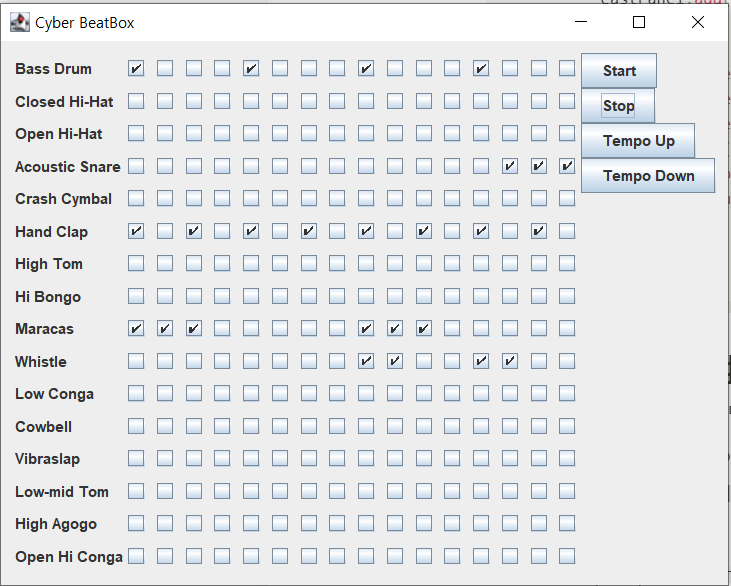 Cyber BeatBox
Bass Drum
Start
Closed Hi-Hat
Stop
Open Hi-Hat
Tempo Up
Acoustic Snare
Tempo Down
Crash Cymbal
Hand Clap
High Tom
Hi Bongo
Maracas
Whistle
Low Conga
Cowbell
Vibraslap
Low-mid Tom
High Agogo
Open Hi Conga